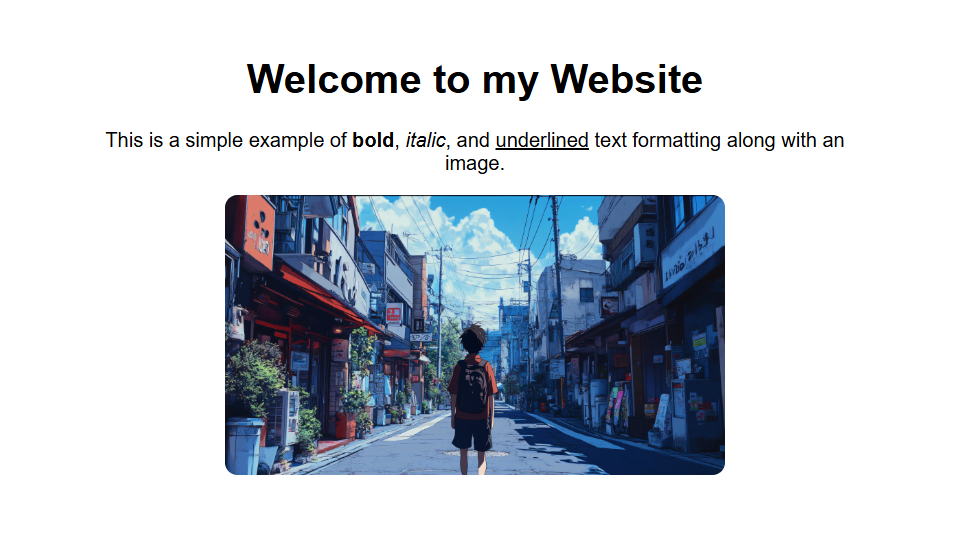 Welcome to my Website
This is a simple example of bold, italic, and underlined text formatting along with an
image.